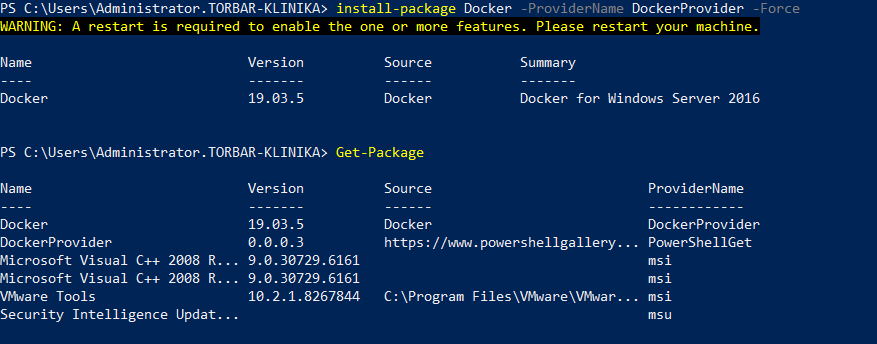 PS C:\Users\Administrator.TORBAR-KLINIKA> install-package Docker -ProviderName DockerProvider -Force
WARNING: A restart is required to enable the one or more features. Please restart your machine.
Name Version Source Summary
---- ------- ------ -------
Docker 19.03.5 Docker Docker for Windows Server 2016
PS C:\Users\Administrator.TORBAR-KLINIKA> Get-Package
Name Version Source ProviderName
---- ------- ------ ------------
Docker 19.03.5 Docker DockerProvider
DockerProvider 0.0.0.3 https://www.powershellgallery... PowerShellGet
Microsoft Visual C++ 2008 R... 9.0.30729.6161 msi
Microsoft Visual C++ 2008 R... 9.0.30729.6161 msi
VMware Tools 10.2.1.8267844 C:\Program Files\VMware\VMwar... msi
Security Intelligence Updat... msu